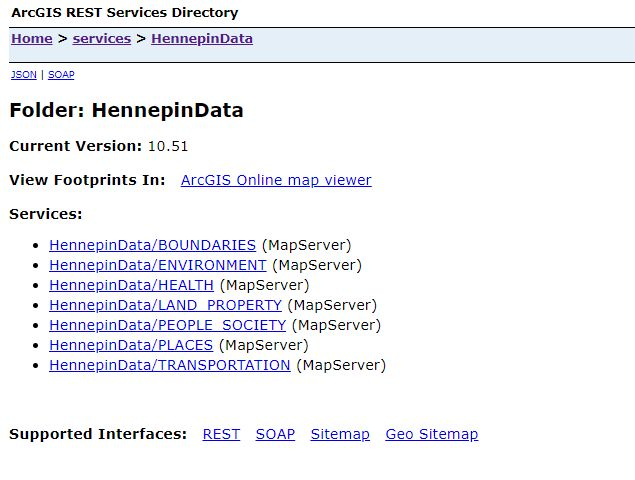 ArcGIS REST Services Directory
Home > services > HennepinData
JSON | SOAP
Folder: HennepinData
Current Version: 10.51
View Footprints In: ArcGIS Online map viewer
Services:
• HennepinData/BOUNDARIES (MapServer)
• HennepinData/ENVIRONMENT (MapServer)
• HennepinData/HEALTH (MapServer)
• HennepinData/LAND_PROPERTY (MapServer)
• HennepinData/PEOPLE_SOCIETY (MapServer)
• HennepinData/PLACES (MapServer)
• HennepinData/TRANSPORTATION (MapServer)
Supported Interfaces: REST SOAP Sitemap Geo Sitemap